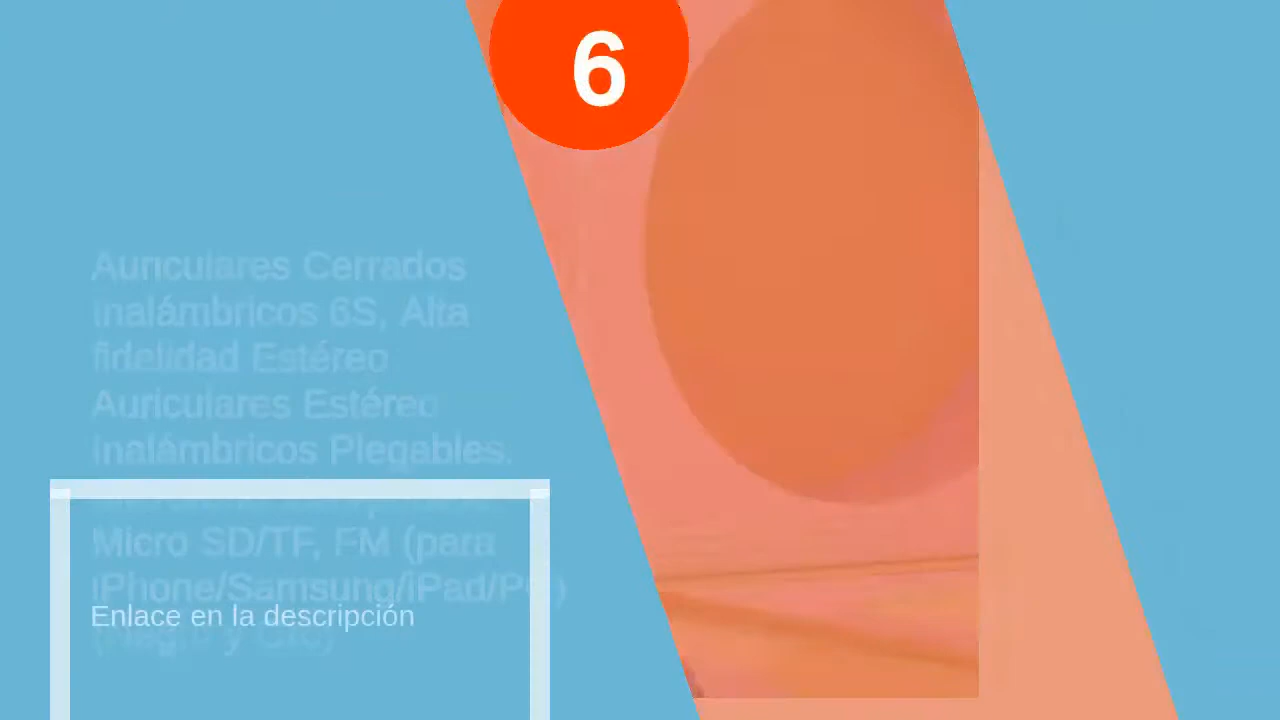 6
Auriculares Cerrados
Inalámbricos 6S, Alta
fidelidad Estéreo
Auriculares Estéreo
Inalámbricos Plegables.
Micro SD/TF, FM (para
iPhone/Samsung/iPad/PC)
Enlace en la descripción